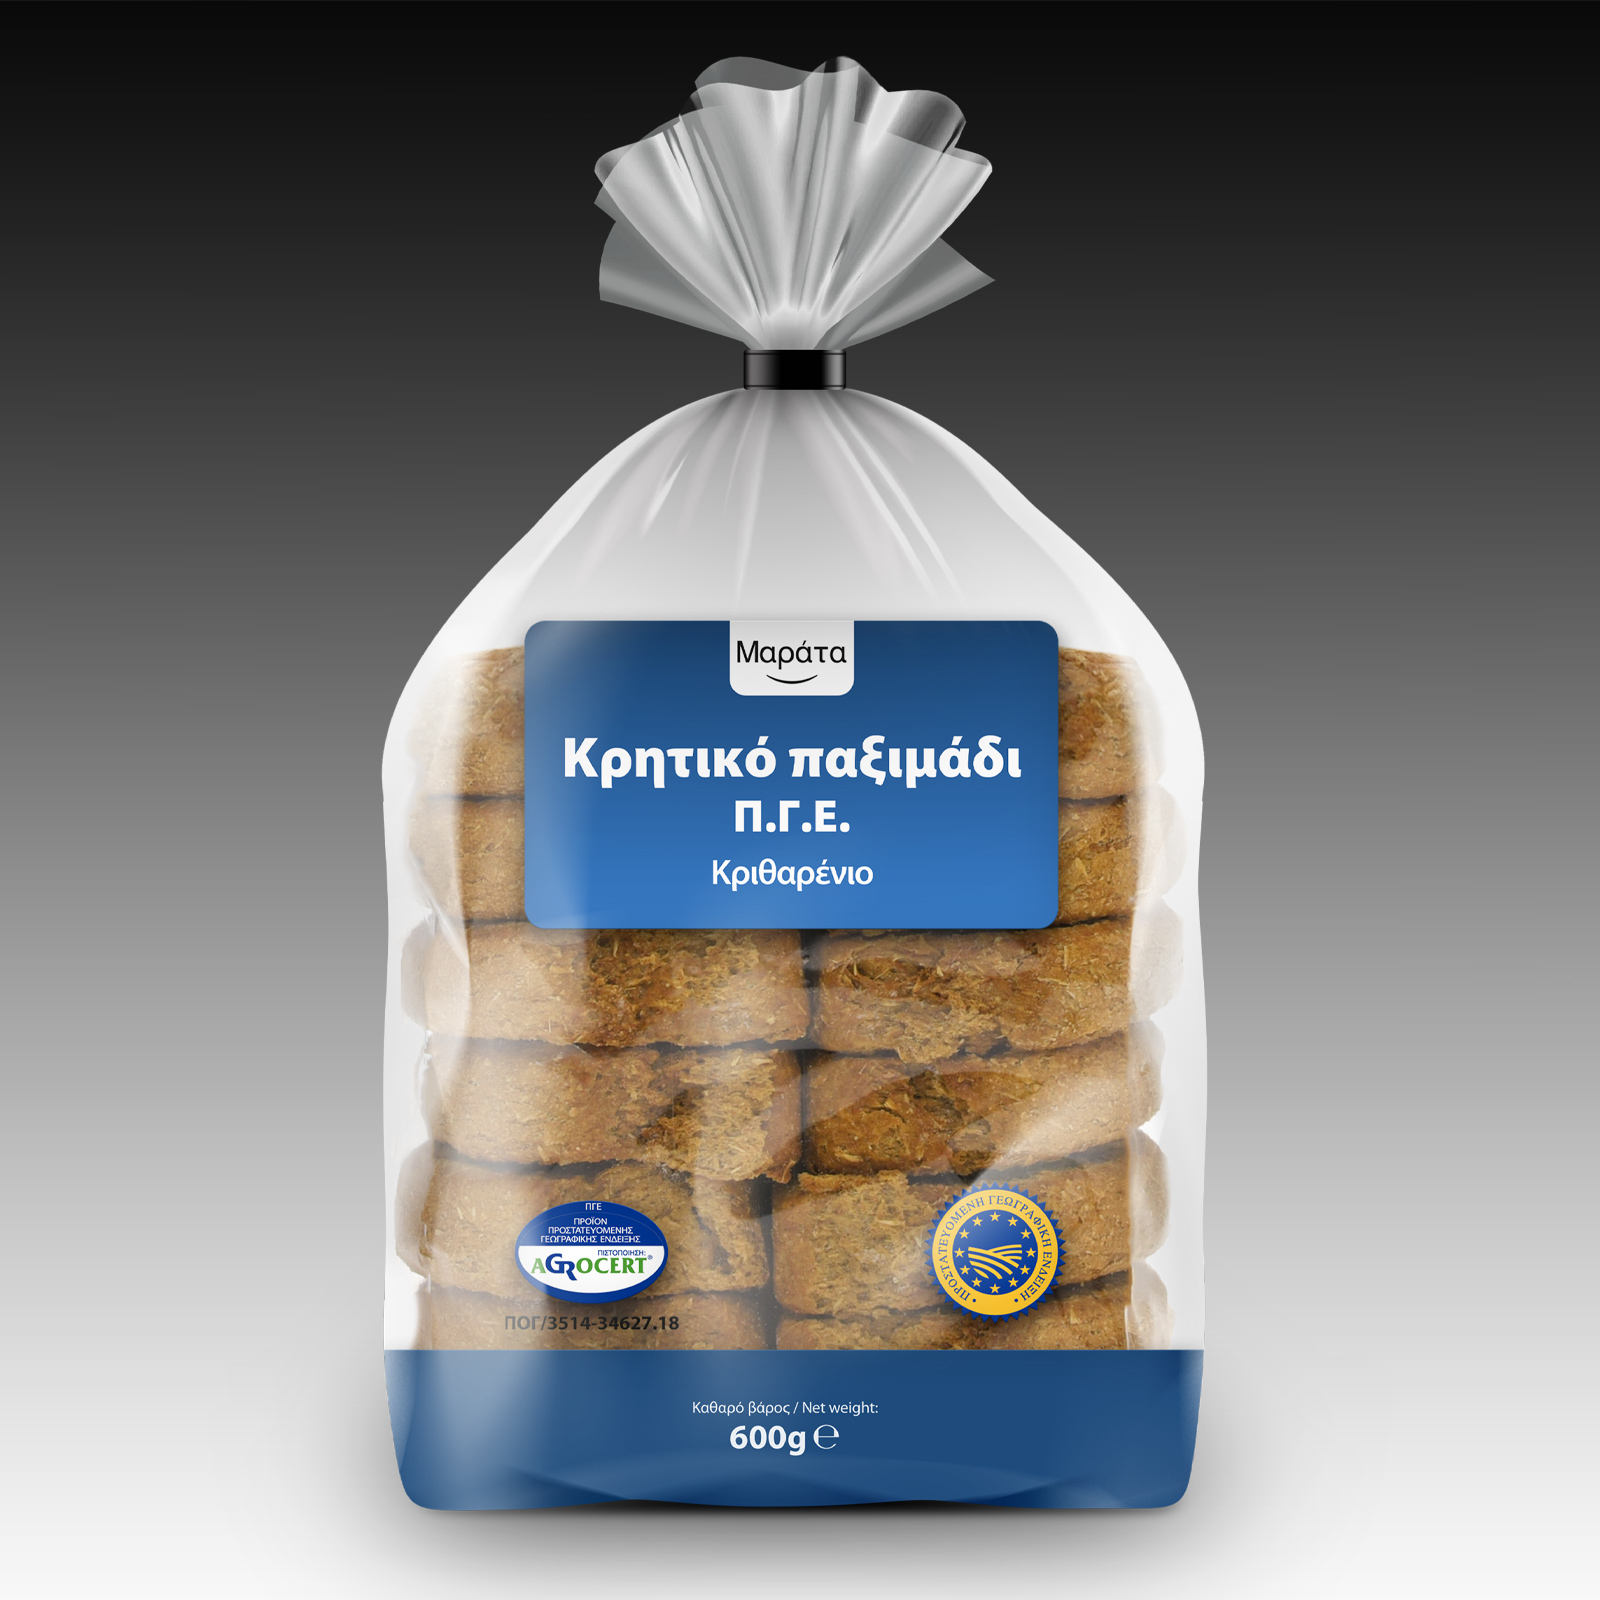 Μαράτα
Κρητικό παξιμάδι
Π.Γ.Ε.
Κριθαρένιο
ΠΓΕ
ΠΡΟΪΟΝ
ΠΡΟΣΤΑΤΕΥΟΜΕΝΗΣ
ΓΕΩΓΡΑΦΙΚΗΣ ΕΝΔΕΙΞΗΣ
ΠΙΣΤΟΠΟΙΗΣΗ:
AGROCERT®
ΠΟΓ/3514-34627.18
• ΠΡΟΣΤΑΤΕΥΟΜΕΝΗ ΓΕΩΓΡΑΦΙΚΗ ΕΝΔΕΙΞΗ •
Καθαρό βάρος / Net weight:
600g ℮